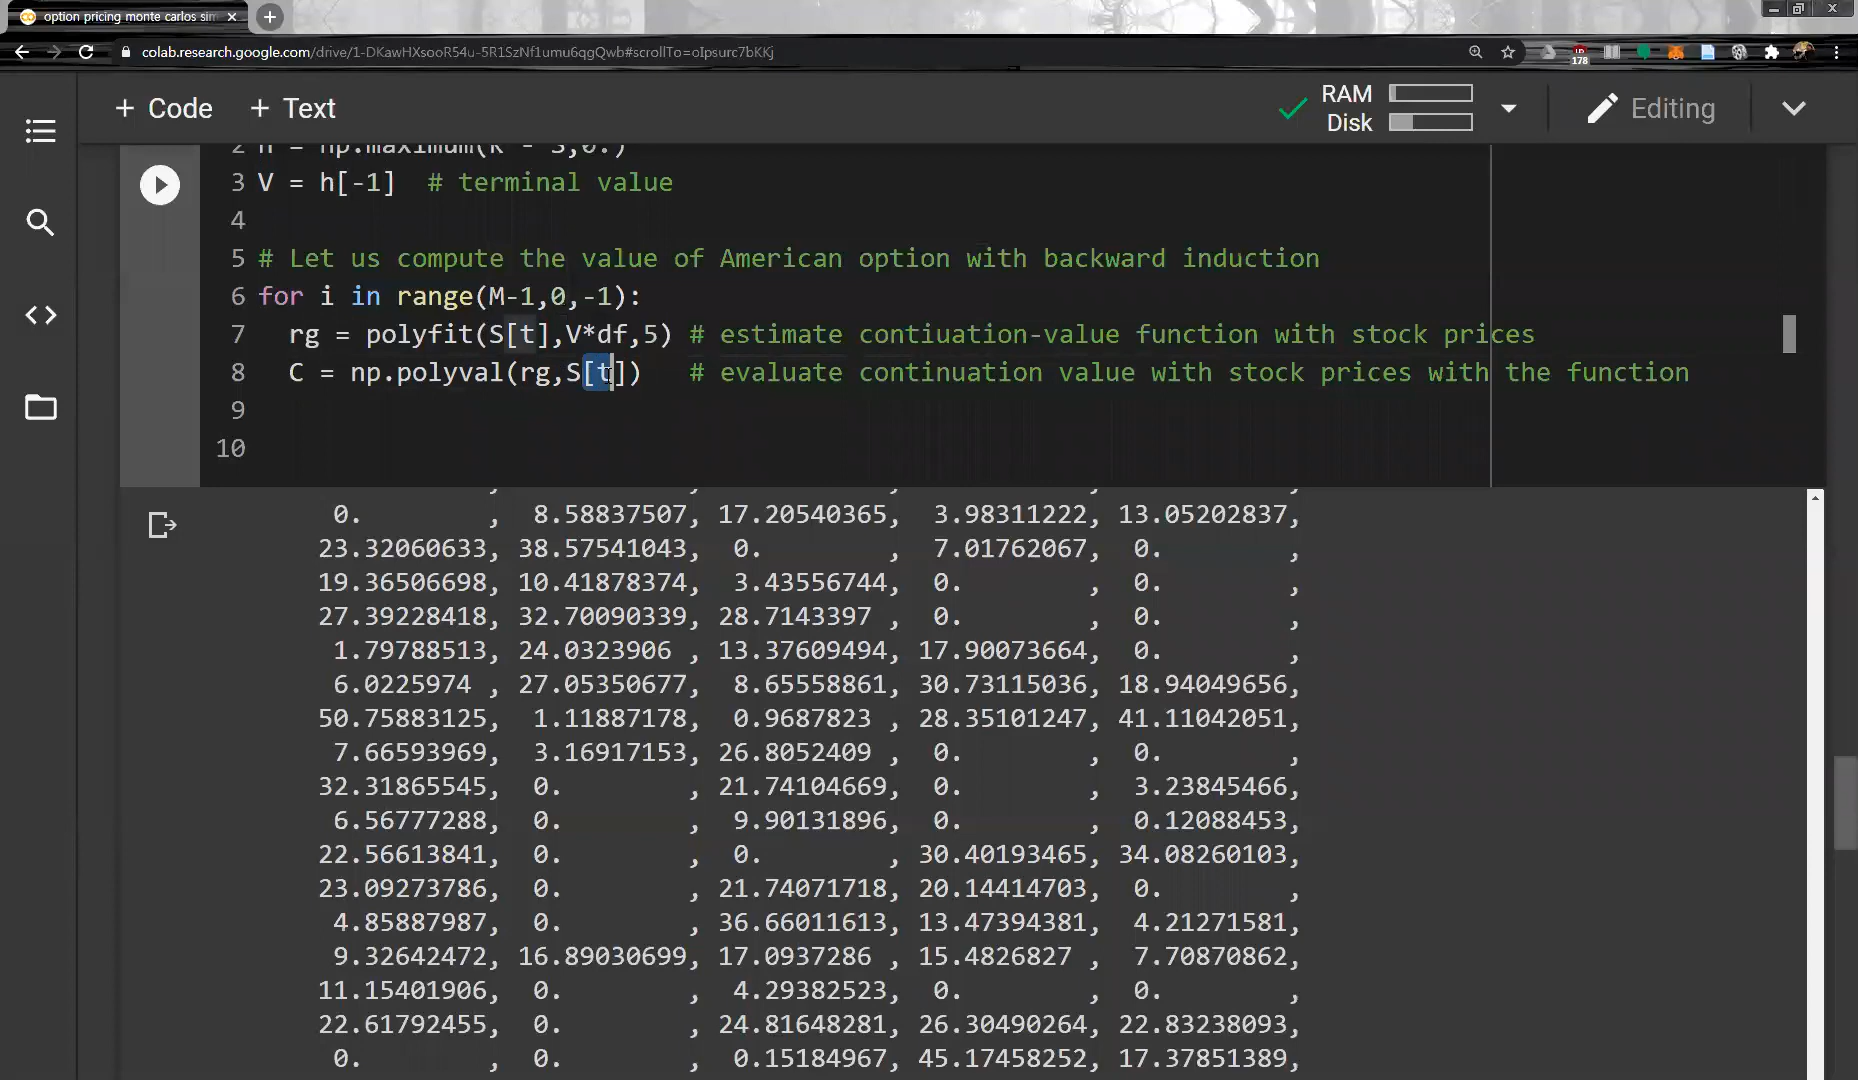 option pricing monte carlos sim
colab.research.google.com/drive/1-DKawHXsooR54u-5R1SzNf1umu6qgQwb#scrollTo=oIpsurc7bKKj
178
+ Code + Text
RAM
Disk
Editing
2 h = np.maximum(K - S,0.)
3 V = h[-1] # terminal value
4
5 # Let us compute the value of American option with backward induction
6 for i in range(M-1,0,-1):
7 rg = polyfit(S[t],V*df,5) # estimate contiuation-value function with stock prices
8 C = np.polyval(rg,S[t]) # evaluate continuation value with stock prices with the function
9
10
0. , 8.58837507, 17.20540365, 3.98311222, 13.05202837,
23.32060633, 38.57541043, 0. , 7.01762067, 0. ,
19.36506698, 10.41878374, 3.43556744, 0. , 0. ,
27.39228418, 32.70090339, 28.7143397 , 0. , 0. ,
1.79788513, 24.0323906 , 13.37609494, 17.90073664, 0. ,
6.0225974 , 27.05350677, 8.65558861, 30.73115036, 18.94049656,
50.75883125, 1.11887178, 0.9687823 , 28.35101247, 41.11042051,
7.66593969, 3.16917153, 26.8052409 , 0. , 0. ,
32.31865545, 0. , 21.74104669, 0. , 3.23845466,
6.56777288, 0. , 9.90131896, 0. , 0.12088453,
22.56613841, 0. , 0. , 30.40193465, 34.08260103,
23.09273786, 0. , 21.74071718, 20.14414703, 0. ,
4.85887987, 0. , 36.66011613, 13.47394381, 4.21271581,
9.32642472, 16.89030699, 17.0937286 , 15.4826827 , 7.70870862,
11.15401906, 0. , 4.29382523, 0. , 0. ,
22.61792455, 0. , 24.81648281, 26.30490264, 22.83238093,
0. , 0. , 0.15184967, 45.17458252, 17.37851389,